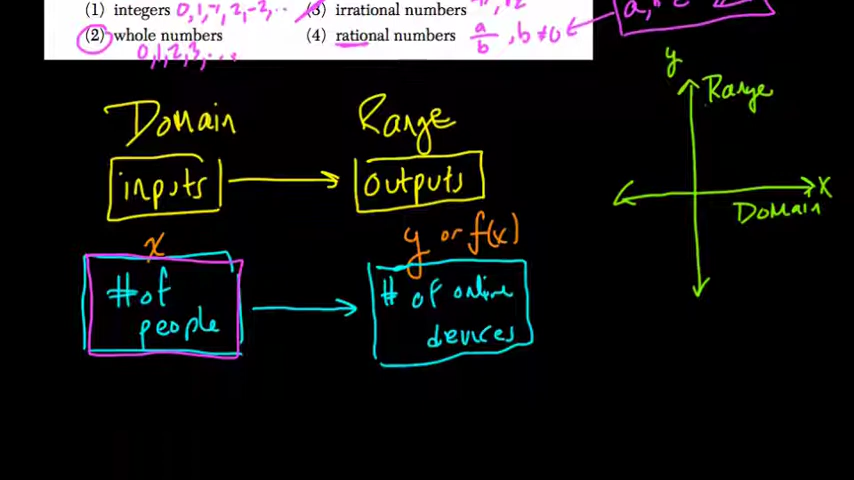 (1) integers 0,1,-1,2,-2,..
(3) irrational numbers
(2) whole numbers
0,1,2,3,...
(4) rational numbers a/b, b≠0
y
Range
Domain
Range
inputs
outputs
X
Domain
x
y or f(x)
# of
people
# of online
devices